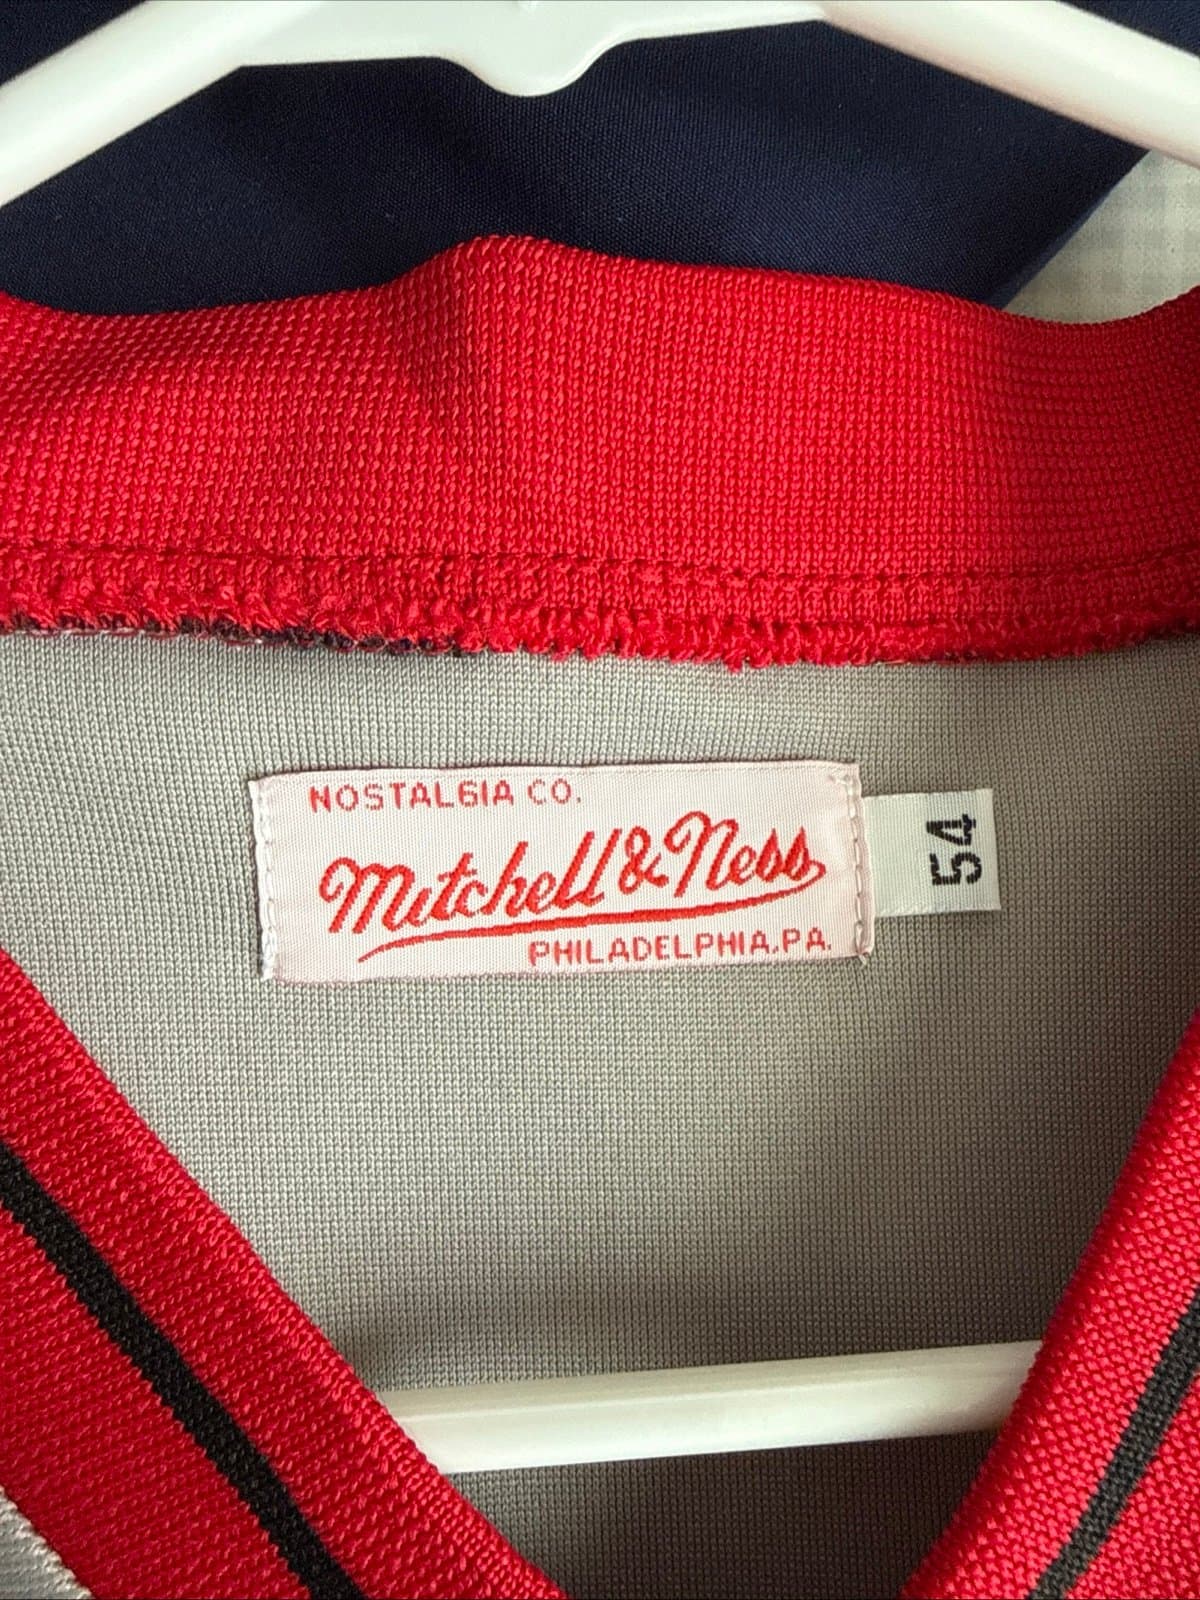 NOSTALGIA CO.
Mitchell & Ness
PHILADELPHIA, PA.
54